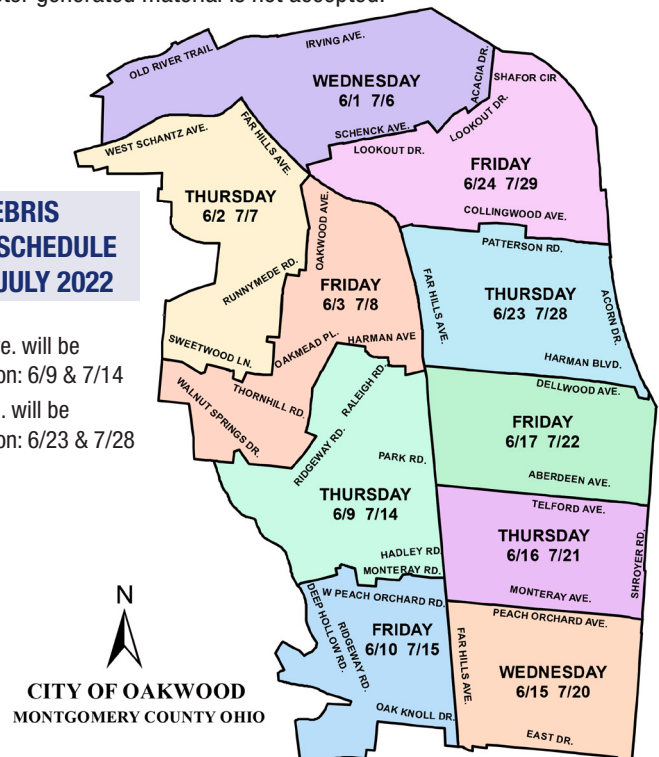 generated material is not accepted.
OLD RIVER TRAIL
IRVING AVE.
WEDNESDAY
6/1 7/6
ACACIA DR.
SCHENCK AVE.
SHAFOR CIR
LOOKOUT DR.
LOOKOUT DR.
FRIDAY
6/24 7/29
COLLINGWOOD AVE.
WEST SCHANTZ AVE.
FAR HILLS AVE.
THURSDAY
6/2 7/7
RUNNYMEDE RD.
SWEETWOOD LN.
OAKWOOD AVE.
FRIDAY
6/3 7/8
OAKMEAD PL.
HARMAN AVE
THORNHILL RD.
WALNUT SPRINGS DR.
PATTERSON RD.
FAR HILLS AVE.
THURSDAY
6/23 7/28
ACORN DR.
HARMAN BLVD.
EBRIS
SCHEDULE
JULY 2022
e. will be
on: 6/9 & 7/14
. will be
on: 6/23 & 7/28
DELLWOOD AVE.
FRIDAY
6/17 7/22
ABERDEEN AVE.
RALEIGH RD.
RIDGEWAY RD.
PARK RD.
THURSDAY
6/9 7/14
HADLEY RD.
MONTERAY RD.
TELFORD AVE.
THURSDAY
6/16 7/21
SHROYER RD.
MONTERAY AVE.
W PEACH ORCHARD RD.
DEEP HOLLOW RD.
RIDGEWAY RD.
FRIDAY
6/10 7/15
OAK KNOLL DR.
PEACH ORCHARD AVE.
FAR HILLS AVE.
WEDNESDAY
6/15 7/20
EAST DR.
N
CITY OF OAKWOOD
MONTGOMERY COUNTY OHIO